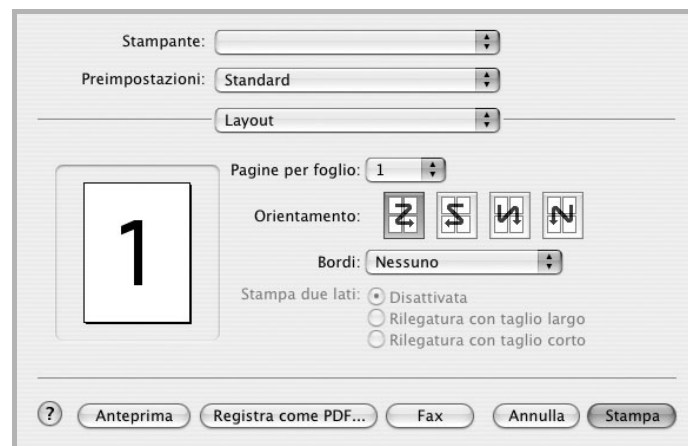 Stampante:
Preimpostazioni: Standard
Layout
Pagine per foglio: 1
1
Orientamento:
Bordi: Nessuno
Stampa due lati: Disattivata
Rilegatura con taglio largo
Rilegatura con taglio corto
? Anteprima Registra come PDF... Fax Annulla Stampa